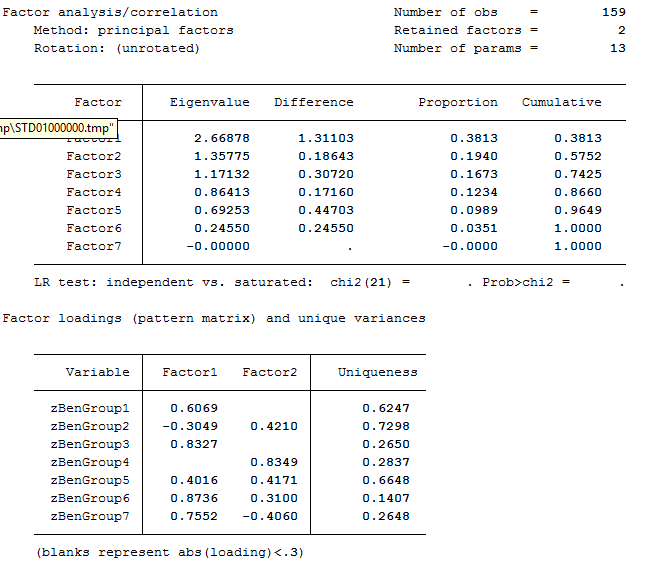 Factor analysis/correlation Number of obs = 159
Method: principal factors Retained factors = 2
Rotation: (unrotated) Number of params = 13
Factor Eigenvalue Difference Proportion Cumulative
np\STD01000000.tmp" 2.66878 1.31103 0.3813 0.3813
Factor2 1.35775 0.18643 0.1940 0.5752
Factor3 1.17132 0.30720 0.1673 0.7425
Factor4 0.86413 0.17160 0.1234 0.8660
Factor5 0.69253 0.44703 0.0989 0.9649
Factor6 0.24550 0.24550 0.0351 1.0000
Factor7 -0.00000 . -0.0000 1.0000
LR test: independent vs. saturated: chi2(21) = . Prob>chi2 = .
Factor loadings (pattern matrix) and unique variances
Variable Factor1 Factor2 Uniqueness
zBenGroup1 0.6069 0.6247
zBenGroup2 -0.3049 0.4210 0.7298
zBenGroup3 0.8327 0.2650
zBenGroup4 0.8349 0.2837
zBenGroup5 0.4016 0.4171 0.6648
zBenGroup6 0.8736 0.3100 0.1407
zBenGroup7 0.7552 -0.4060 0.2648
(blanks represent abs(loading)<.3)